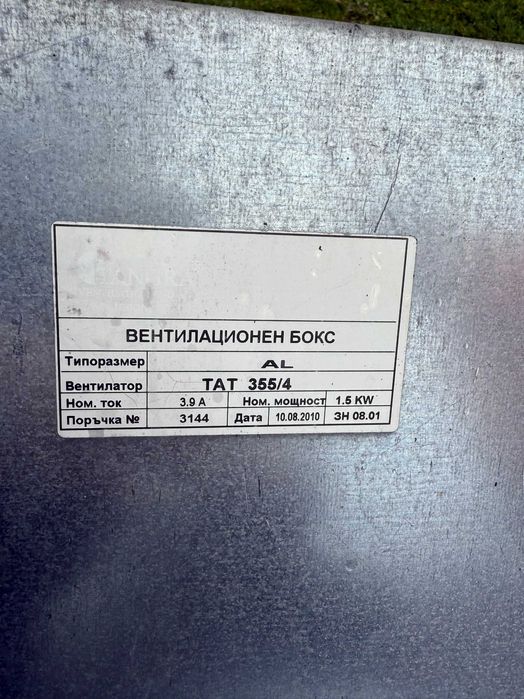 ВЕНТИЛАЦИОНЕН БОКС
Типоразмер AL
Вентилатор ТАТ 355/4
Ном. ток 3.9 А Ном. мощност 1.5 KW
Поръчка № 3144 Дата 10.08.2010 ЗН 08.01